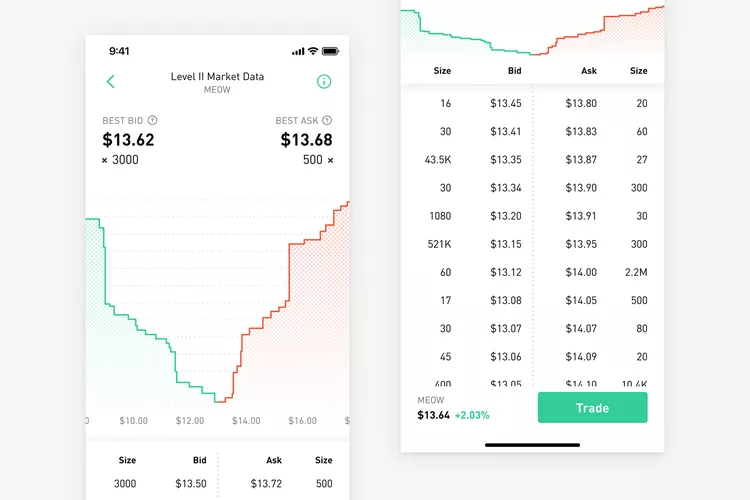 9:41
Level II Market Data
MEOW
BEST BID ?
BEST ASK ?
$13.62
$13.68
× 3000
500 ×
0 $10.00 $12.00 $14.00 $16.00 $
Size Bid Ask Size
3000 $13.50 $13.72 500
Size Bid Ask Size
16 $13.45 $13.80 20
30 $13.41 $13.83 60
43.5K $13.35 $13.87 27
30 $13.34 $13.90 300
1080 $13.20 $13.91 30
521K $13.15 $13.95 300
60 $13.12 $14.00 2.2M
17 $13.08 $14.05 500
30 $13.07 $14.07 80
45 $13.06 $14.09 20
400 $13.05 $14.10 10.4K
MEOW
$13.64 +2.03%
Trade